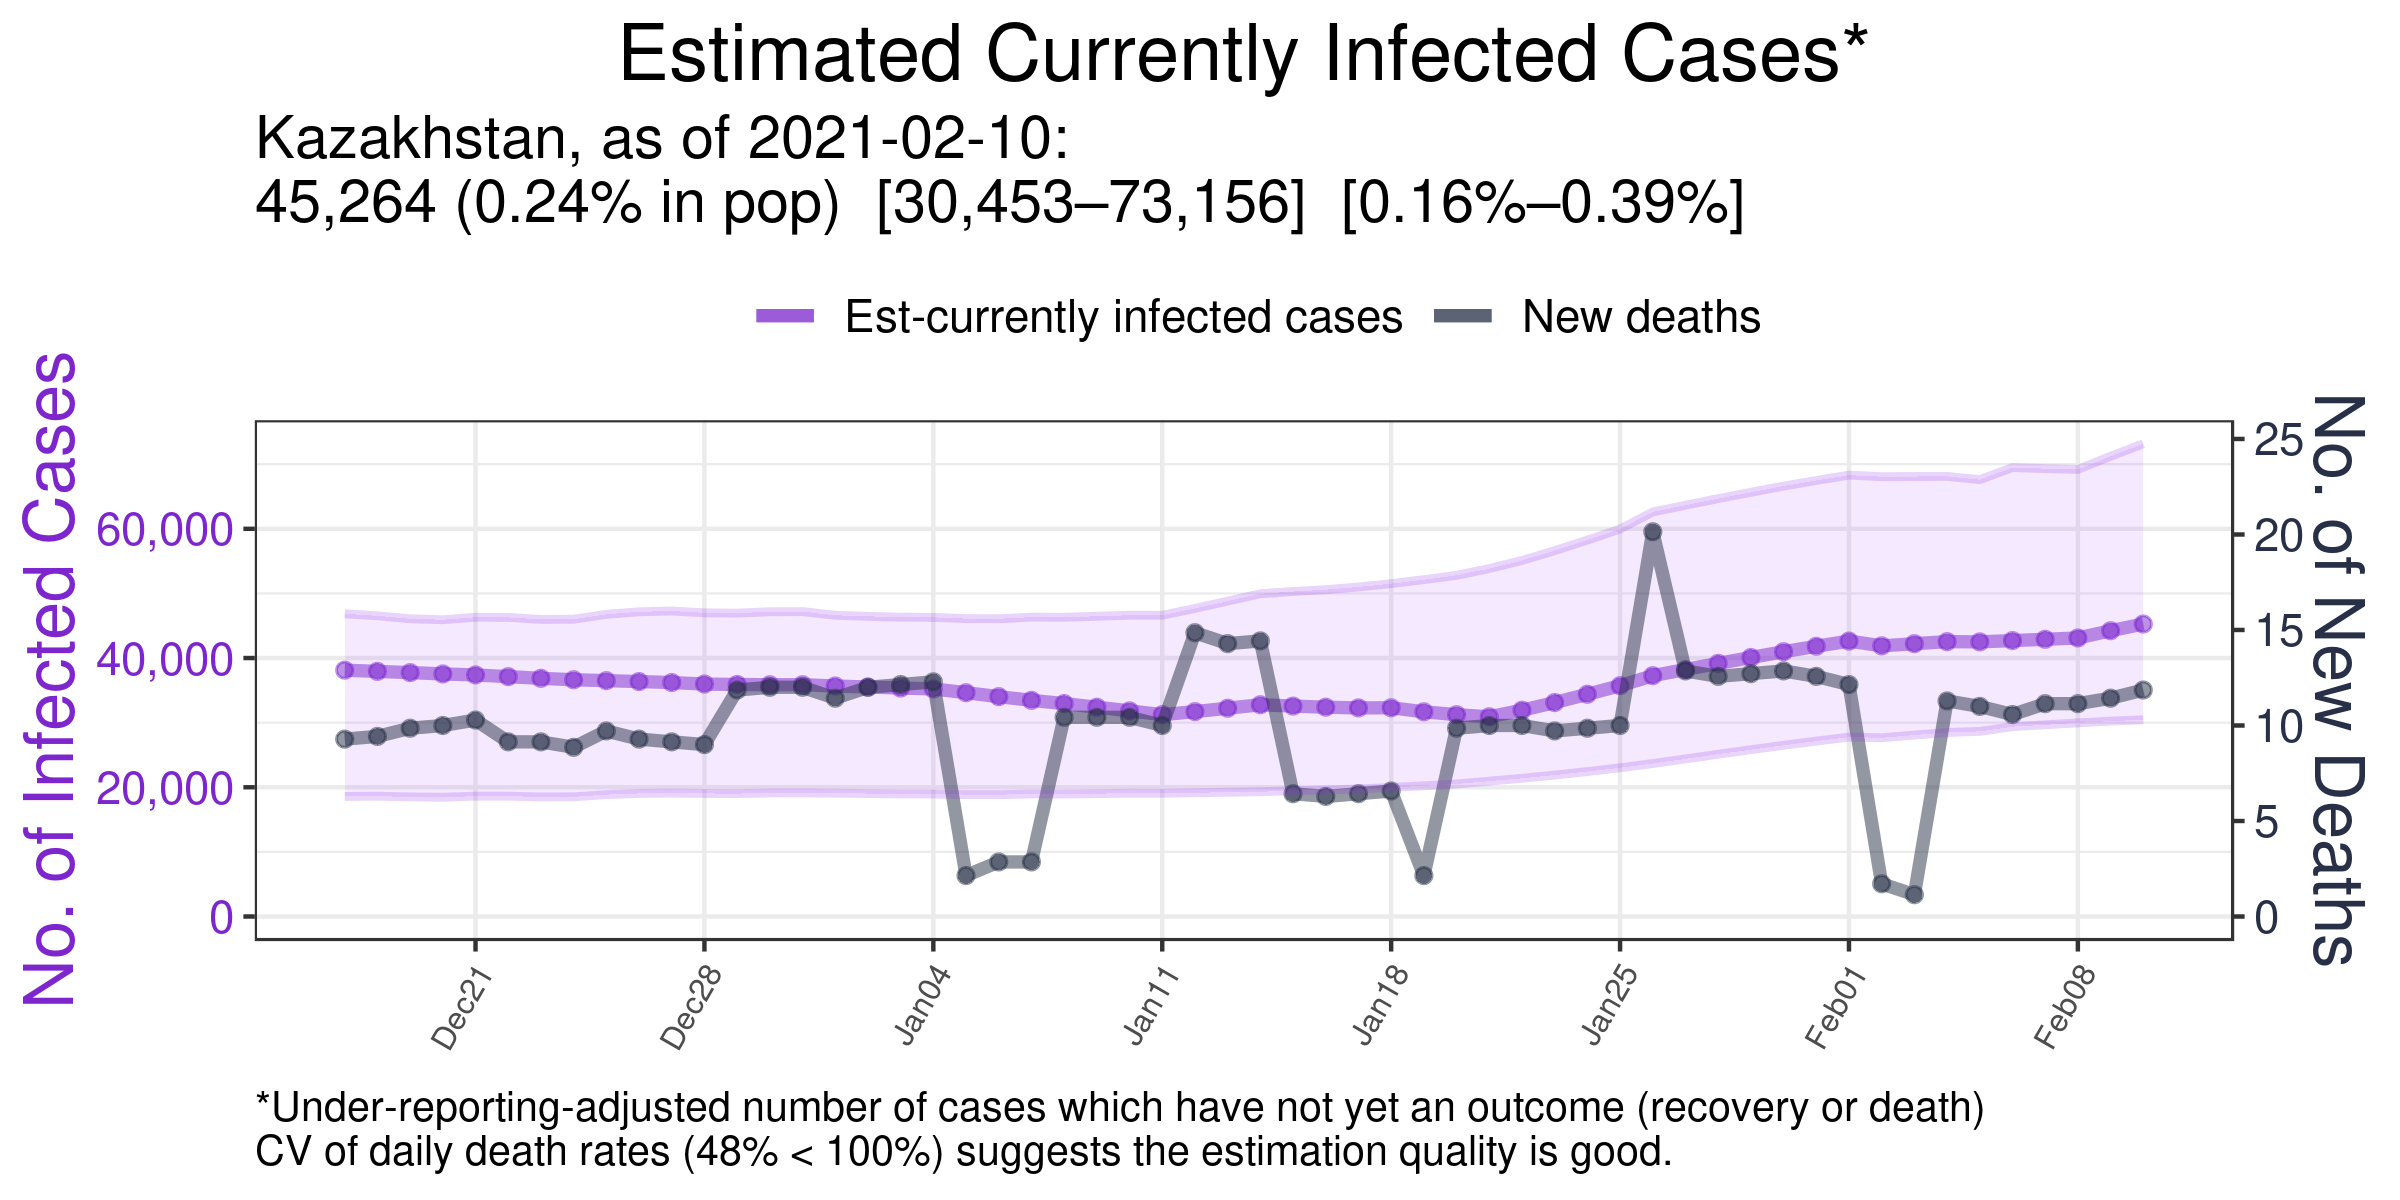 Estimated Currently Infected Cases*
Kazakhstan, as of 2021-02-10:
45,264 (0.24% in pop)  [30,453–73,156]  [0.16%–0.39%]
Est-currently infected cases
New deaths
No. of Infected Cases
60,000
40,000
20,000
0
25
20
15
10
5
0
No. of New Deaths
Dec21
Dec28
Jan04
Jan11
Jan18
Jan25
Feb01
Feb08
*Under-reporting-adjusted number of cases which have not yet an outcome (recovery or death)
CV of daily death rates (48% < 100%) suggests the estimation quality is good.